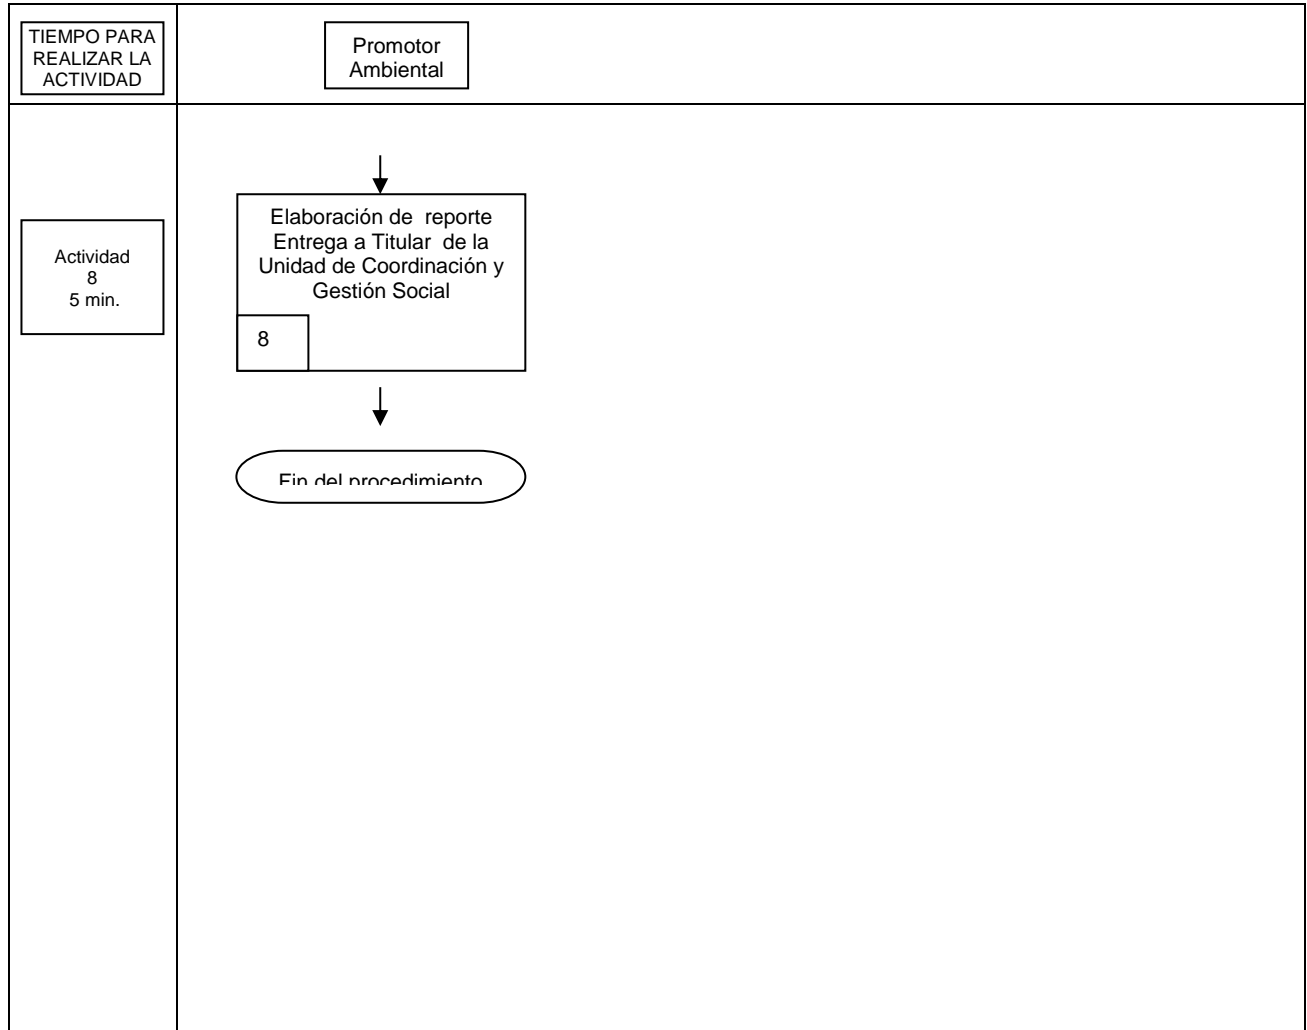 TIEMPO PARA
REALIZAR LA
ACTIVIDAD
Promotor
Ambiental
Actividad
8
5 min.
Elaboración de reporte
Entrega a Titular de la
Unidad de Coordinación y
Gestión Social
8
Fin del procedimiento